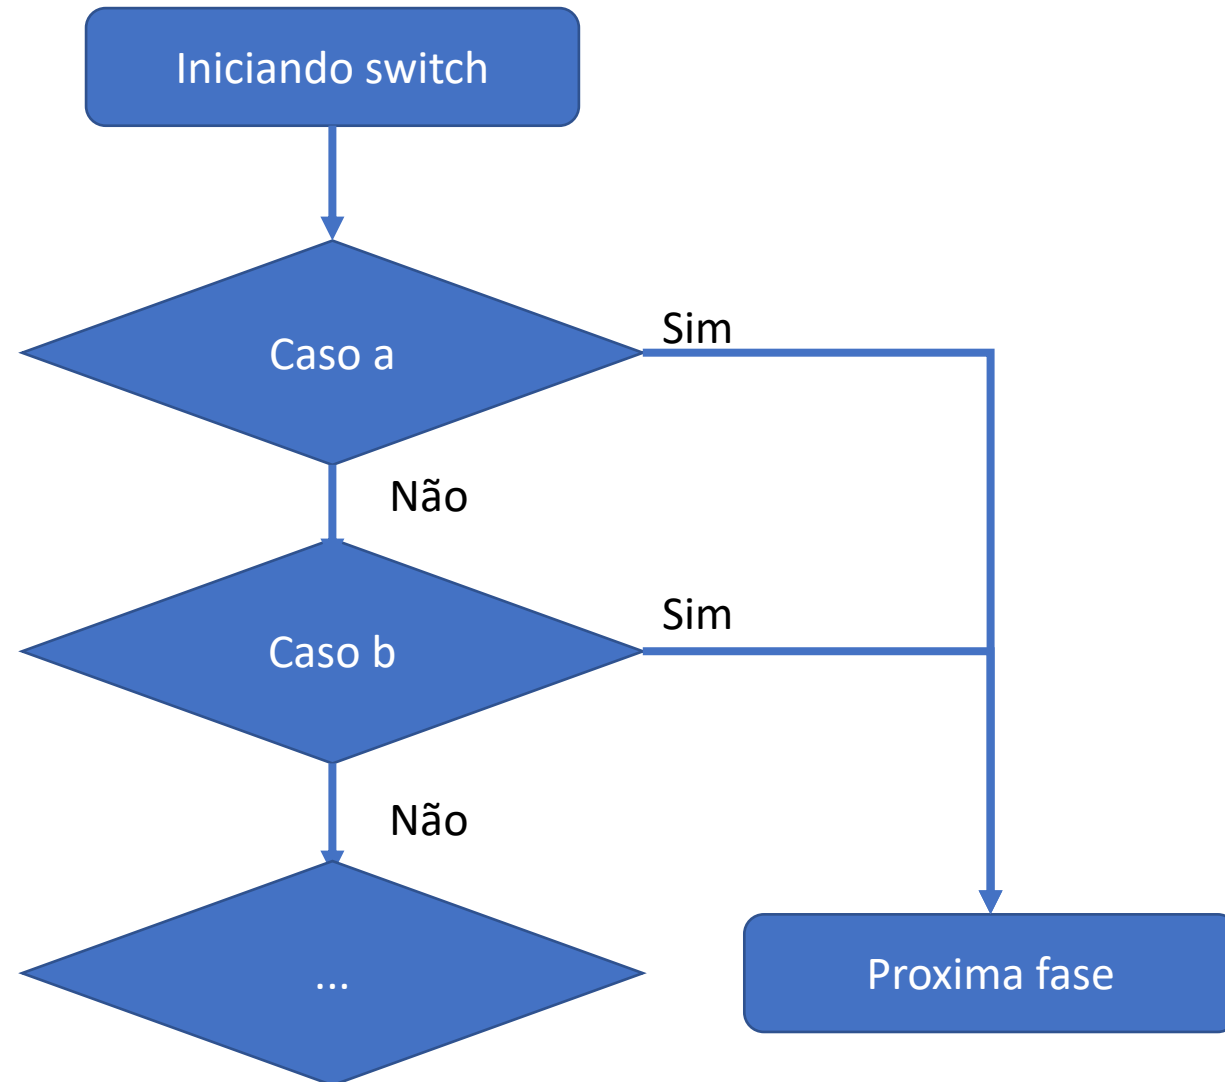 Iniciando switch
Caso a
Sim
Não
Caso b
Sim
Não
...
Proxima fase